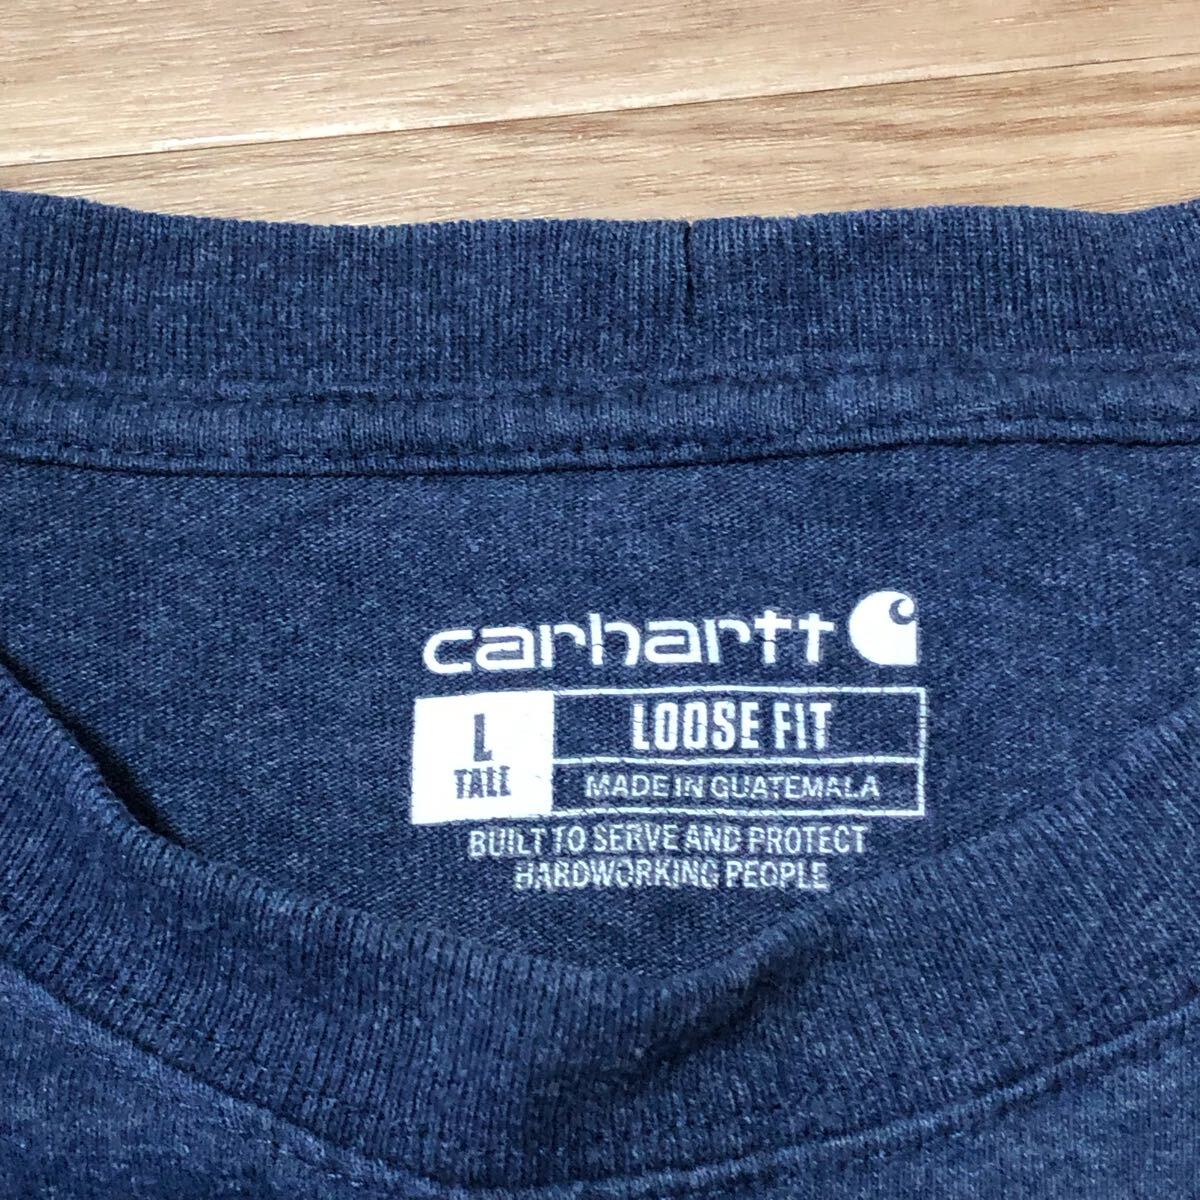 carhartt
L
TALL
LOOSE FIT
MADE IN GUATEMALA
BUILT TO SERVE AND PROTECT
HARDWORKING PEOPLE